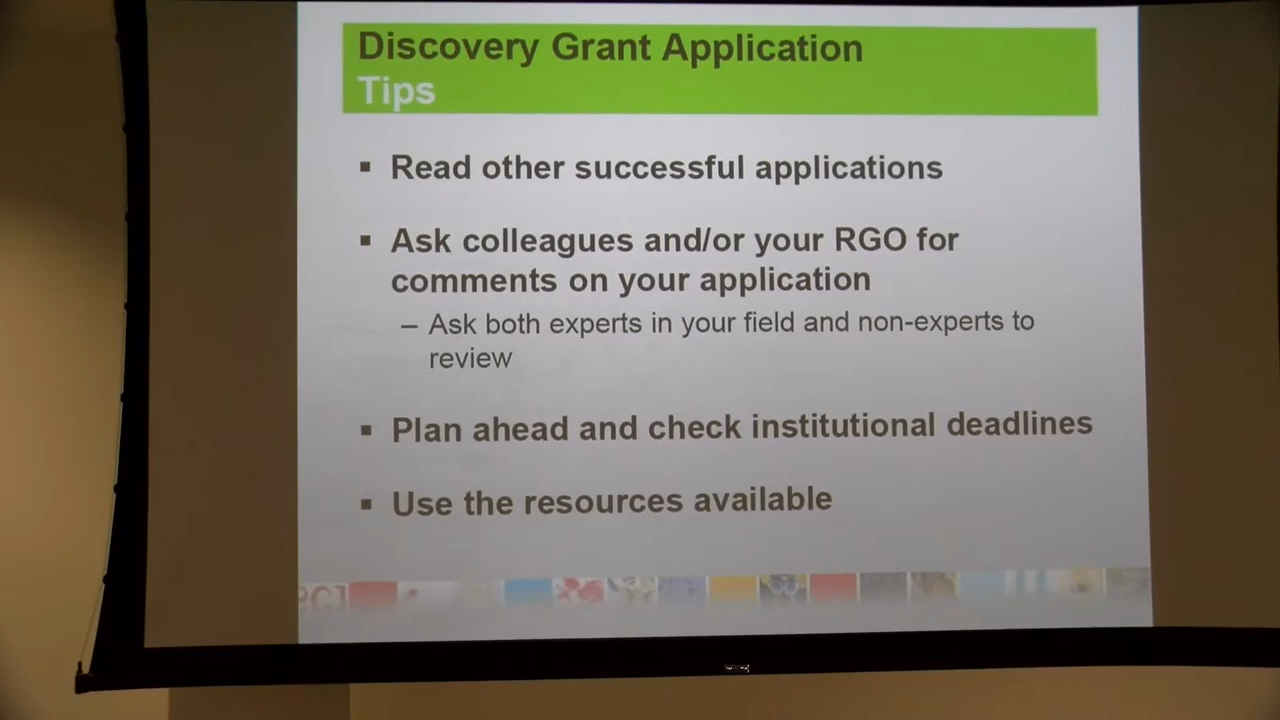 Discovery Grant Application
Tips
▪ Read other successful applications
▪ Ask colleagues and/or your RGO for
comments on your application
– Ask both experts in your field and non-experts to
review
▪ Plan ahead and check institutional deadlines
▪ Use the resources available